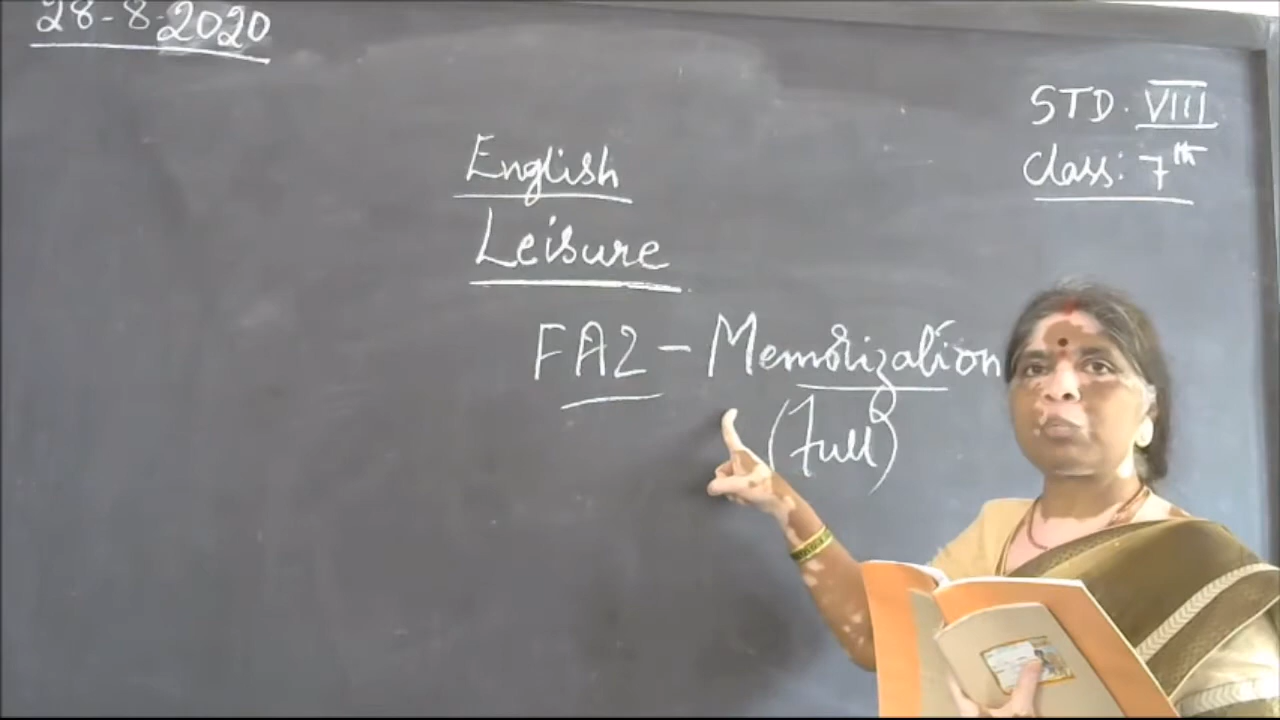 28-8-2020
STD. VIII
Class: 7th
English
Leisure
FA2 - Memorization
(Full)